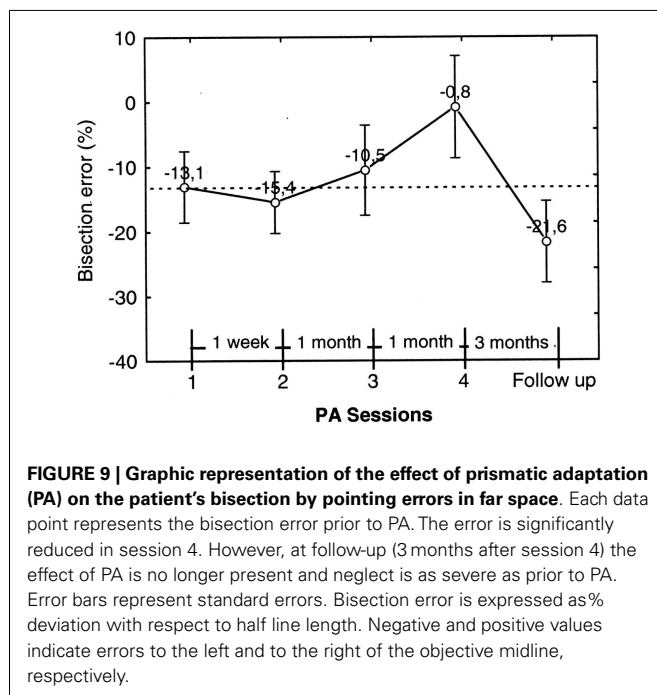 10
0
-10
-20
-30
-40
Bisection error (%)
-13,1
-15,4
-10,5
-0,8
-21,6
1 week
1 month
1 month
3 months
1
2
3
4
Follow up
PA Sessions
FIGURE 9 | Graphic representation of the effect of prismatic adaptation
(PA) on the patient's bisection by pointing errors in far space. Each data
point represents the bisection error prior to PA. The error is significantly
reduced in session 4. However, at follow-up (3 months after session 4) the
effect of PA is no longer present and neglect is as severe as prior to PA.
Error bars represent standard errors. Bisection error is expressed as%
deviation with respect to half line length. Negative and positive values
indicate errors to the left and to the right of the objective midline,
respectively.